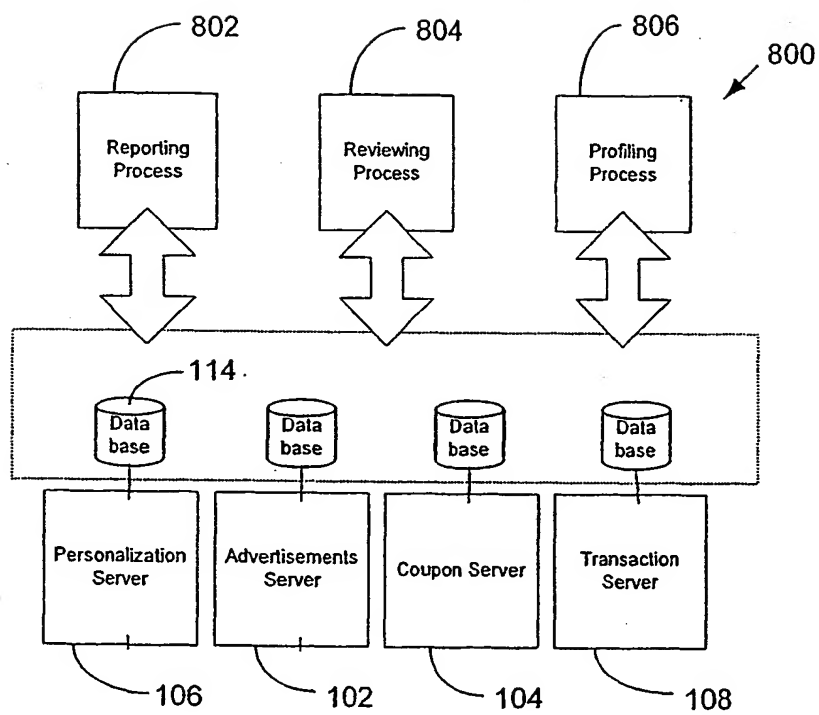 802
804
806
800
Reporting
Process
Reviewing
Process
Profiling
Process
114
Data
base
Data
base
Data
base
Data
base
Personalization
Server
Advertisements
Server
Coupon Server
Transaction
Server
106
102
104
108